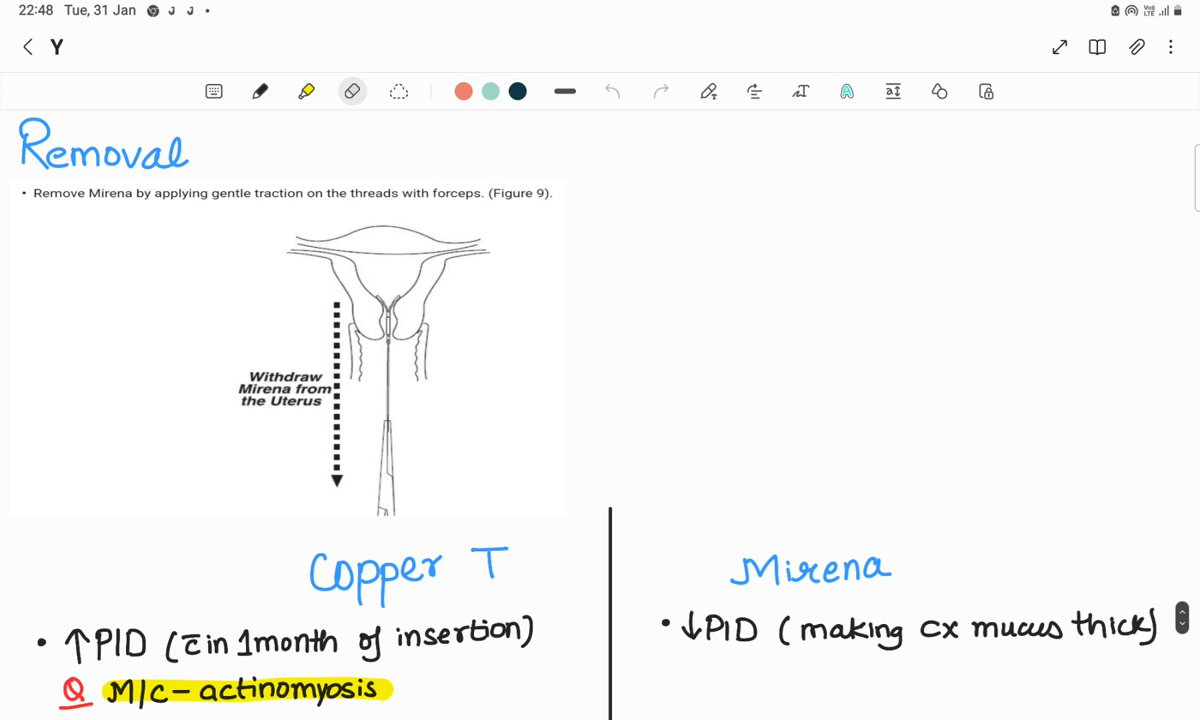 22:48 Tue, 31 Jan
Y
Removal
• Remove Mirena by applying gentle traction on the threads with forceps. (Figure 9).
Withdraw
Mirena from
the Uterus
Copper T
• ↑PID (c̄ in 1month of insertion)
Q M/C - actinomyosis
Mirena
• ↓PID (making cx mucus thick)